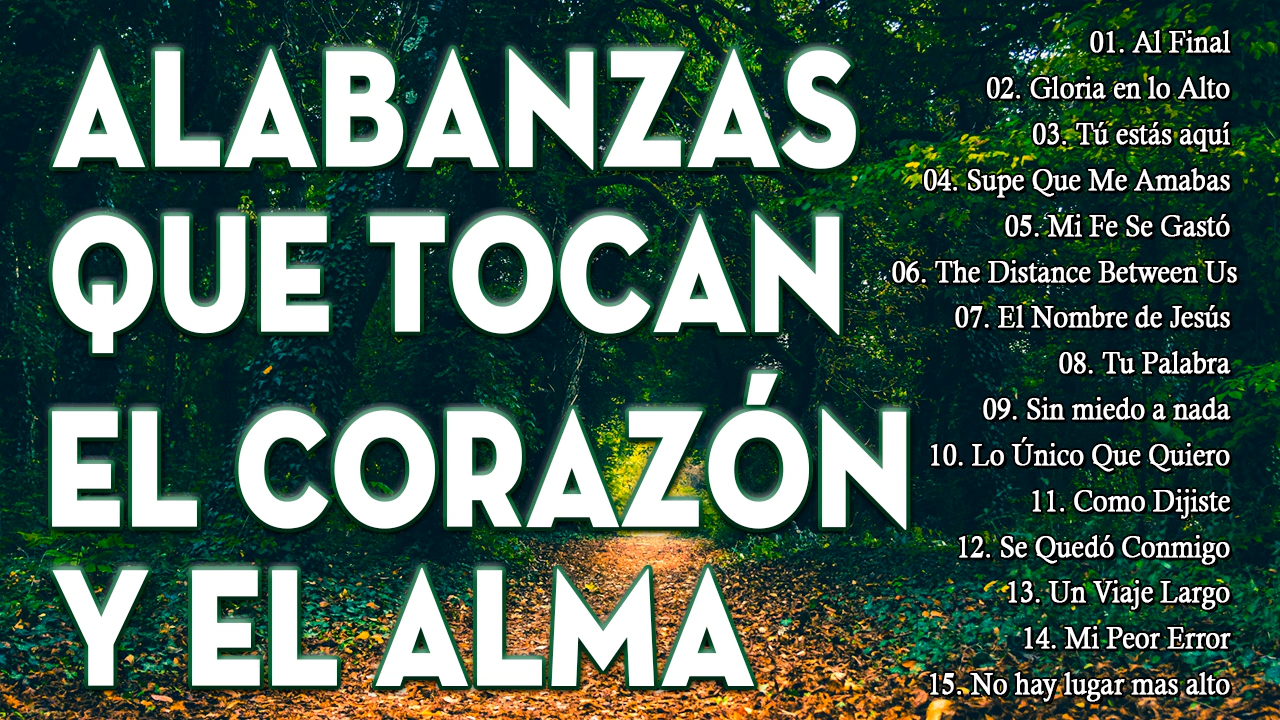 ALABANZAS
QUE TOCAN
EL CORAZÓN
Y EL ALMA
01. Al Final
02. Gloria en lo Alto
03. Tú estás aquí
04. Supe Que Me Amabas
05. Mi Fe Se Gastó
06. The Distance Between Us
07. El Nombre de Jesús
08. Tu Palabra
09. Sin miedo a nada
10. Lo Único Que Quiero
11. Como Dijiste
12. Se Quedó Conmigo
13. Un Viaje Largo
14. Mi Peor Error
15. No hay lugar mas alto